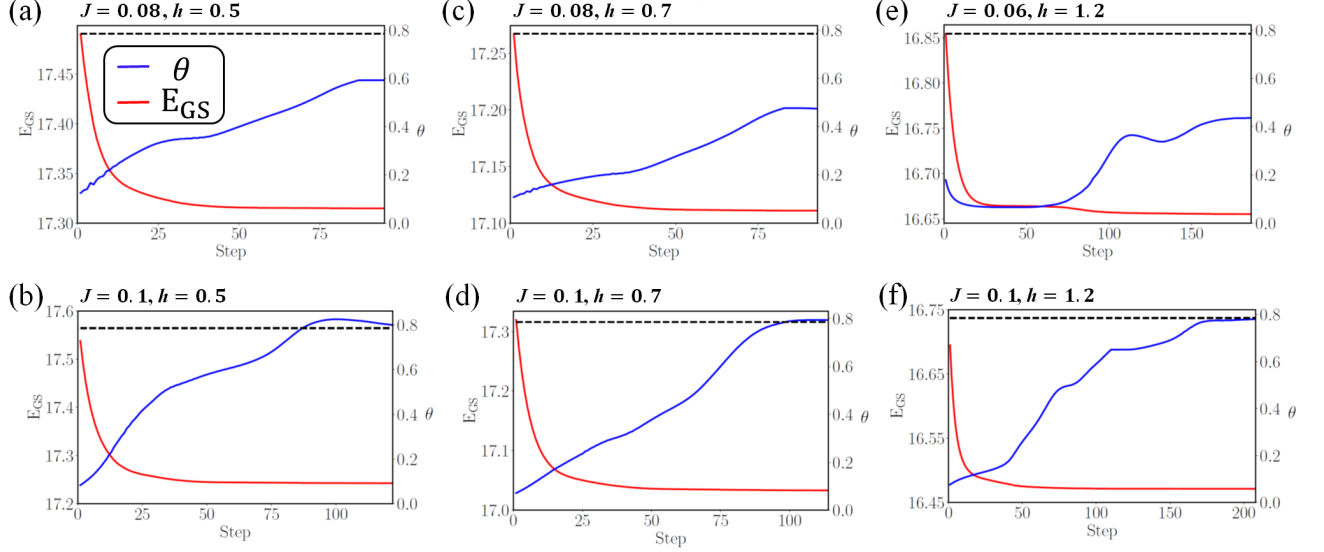 (a)
J = 0.08, h = 0.5
17.45
17.40
17.35
17.30
E_GS
0.8
0.6
0.4
0.2
0.0
θ
θ
E_GS
0 25 50 75
Step
(c)
J = 0.08, h = 0.7
17.25
17.20
17.15
17.10
E_GS
0.8
0.6
0.4
0.2
0.0
θ
0 25 50 75
Step
(e)
J = 0.06, h = 1.2
16.85
16.80
16.75
16.70
16.65
E_GS
0.8
0.6
0.4
0.2
0.0
θ
0 50 100 150
Step
(b)
J = 0.1, h = 0.5
17.6
17.5
17.4
17.3
17.2
E_GS
0.8
0.6
0.4
0.2
0.0
θ
0 25 50 75 100
Step
(d)
J = 0.1, h = 0.7
17.3
17.2
17.1
17.0
E_GS
0.8
0.6
0.4
0.2
0.0
θ
0 25 50 75 100
Step
(f)
J = 0.1, h = 1.2
16.75
16.65
16.55
16.45
E_GS
0.8
0.6
0.4
0.2
0.0
θ
0 50 100 150 200
Step